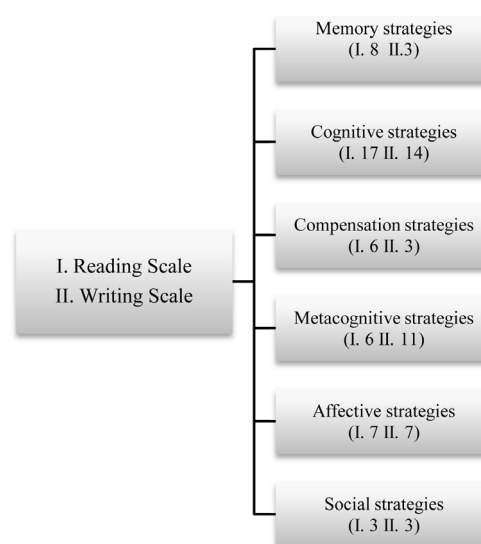 Memory strategies
(I. 8 II.3)
Cognitive strategies
(I. 17 II. 14)
Compensation strategies
(I. 6 II. 3)
I. Reading Scale
II. Writing Scale
Metacognitive strategies
(I. 6 II. 11)
Affective strategies
(I. 7 II. 7)
Social strategies
(I. 3 II. 3)